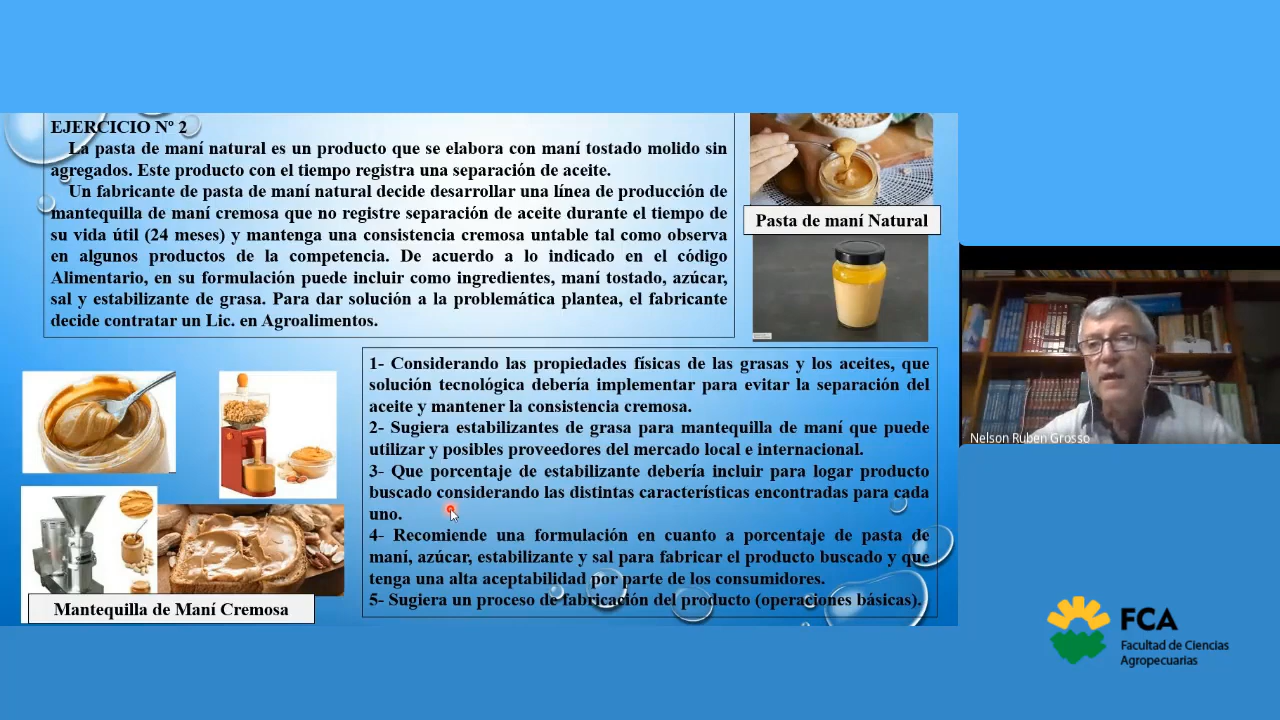 EJERCICIO Nº 2
La pasta de maní natural es un producto que se elabora con maní tostado molido sin
agregados. Este producto con el tiempo registra una separación de aceite.
Un fabricante de pasta de maní natural decide desarrollar una línea de producción de
mantequilla de maní cremosa que no registre separación de aceite durante el tiempo de
su vida útil (24 meses) y mantenga una consistencia cremosa untable tal como observa
en algunos productos de la competencia. De acuerdo a lo indicado en el código
Alimentario, en su formulación puede incluir como ingredientes, maní tostado, azúcar,
sal y estabilizante de grasa. Para dar solución a la problemática plantea, el fabricante
decide contratar un Lic. en Agroalimentos.
Pasta de maní Natural
1- Considerando las propiedades físicas de las grasas y los aceites, que
solución tecnológica debería implementar para evitar la separación del
aceite y mantener la consistencia cremosa.
2- Sugiera estabilizantes de grasa para mantequilla de maní que puede
utilizar y posibles proveedores del mercado local e internacional.
3- Que porcentaje de estabilizante debería incluir para logar producto
buscado considerando las distintas características encontradas para cada
uno.
4- Recomiende una formulación en cuanto a porcentaje de pasta de
maní, azúcar, estabilizante y sal para fabricar el producto buscado y que
tenga una alta aceptabilidad por parte de los consumidores.
5- Sugiera un proceso de fabricación del producto (operaciones básicas).
Mantequilla de Maní Cremosa
Nelson Ruben Grosso
FCA
Facultad de Ciencias
Agropecuarias